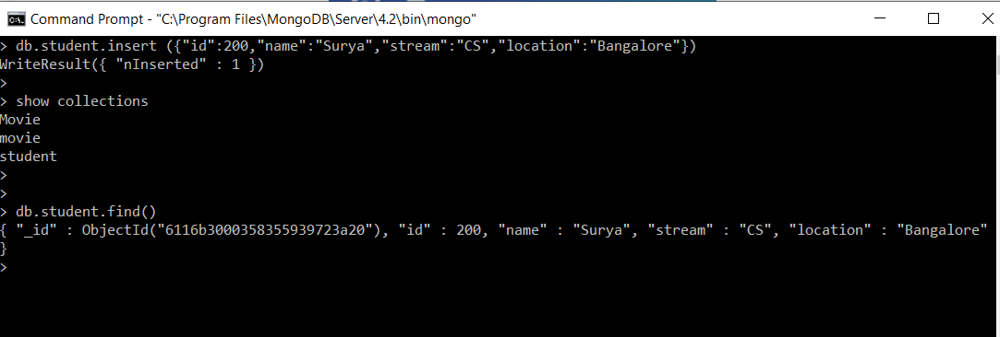 Command Prompt - "C:\Program Files\MongoDB\Server\4.2\bin\mongo"
> db.student.insert ({"id":200,"name":"Surya","stream":"CS","location":"Bangalore"})
WriteResult({ "nInserted" : 1 })
>
> show collections
Movie
movie
student
>
>
> db.student.find()
{ "_id" : ObjectId("6116b3000358355939723a20"), "id" : 200, "name" : "Surya", "stream" : "CS", "location" : "Bangalore"
}
>